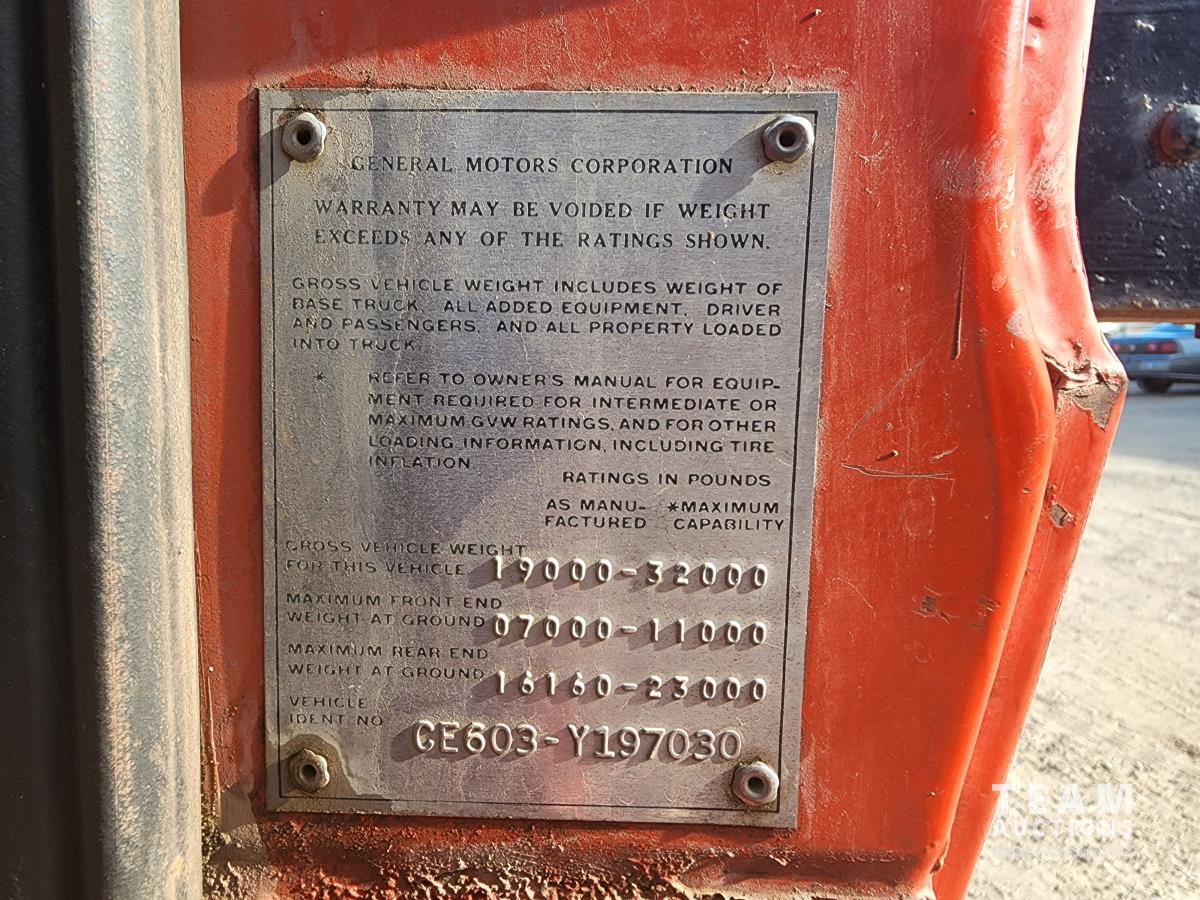 GENERAL MOTORS CORPORATION
WARRANTY MAY BE VOIDED IF WEIGHT
EXCEEDS ANY OF THE RATINGS SHOWN.
GROSS VEHICLE WEIGHT INCLUDES WEIGHT OF
BASE TRUCK, ALL ADDED EQUIPMENT, DRIVER
AND PASSENGERS, AND ALL PROPERTY LOADED
INTO TRUCK.
* REFER TO OWNER'S MANUAL FOR EQUIP-
MENT REQUIRED FOR INTERMEDIATE OR
MAXIMUM GVW RATINGS, AND FOR OTHER
LOADING INFORMATION, INCLUDING TIRE
INFLATION
RATINGS IN POUNDS
AS MANU- *MAXIMUM
FACTURED CAPABILITY
GROSS VEHICLE WEIGHT
FOR THIS VEHICLE 19000-32000
MAXIMUM FRONT END
WEIGHT AT GROUND 07000-11000
MAXIMUM REAR END
WEIGHT AT GROUND 16160-23000
VEHICLE
IDENT. NO CE603-Y197030
TEAM
AUCTIONS